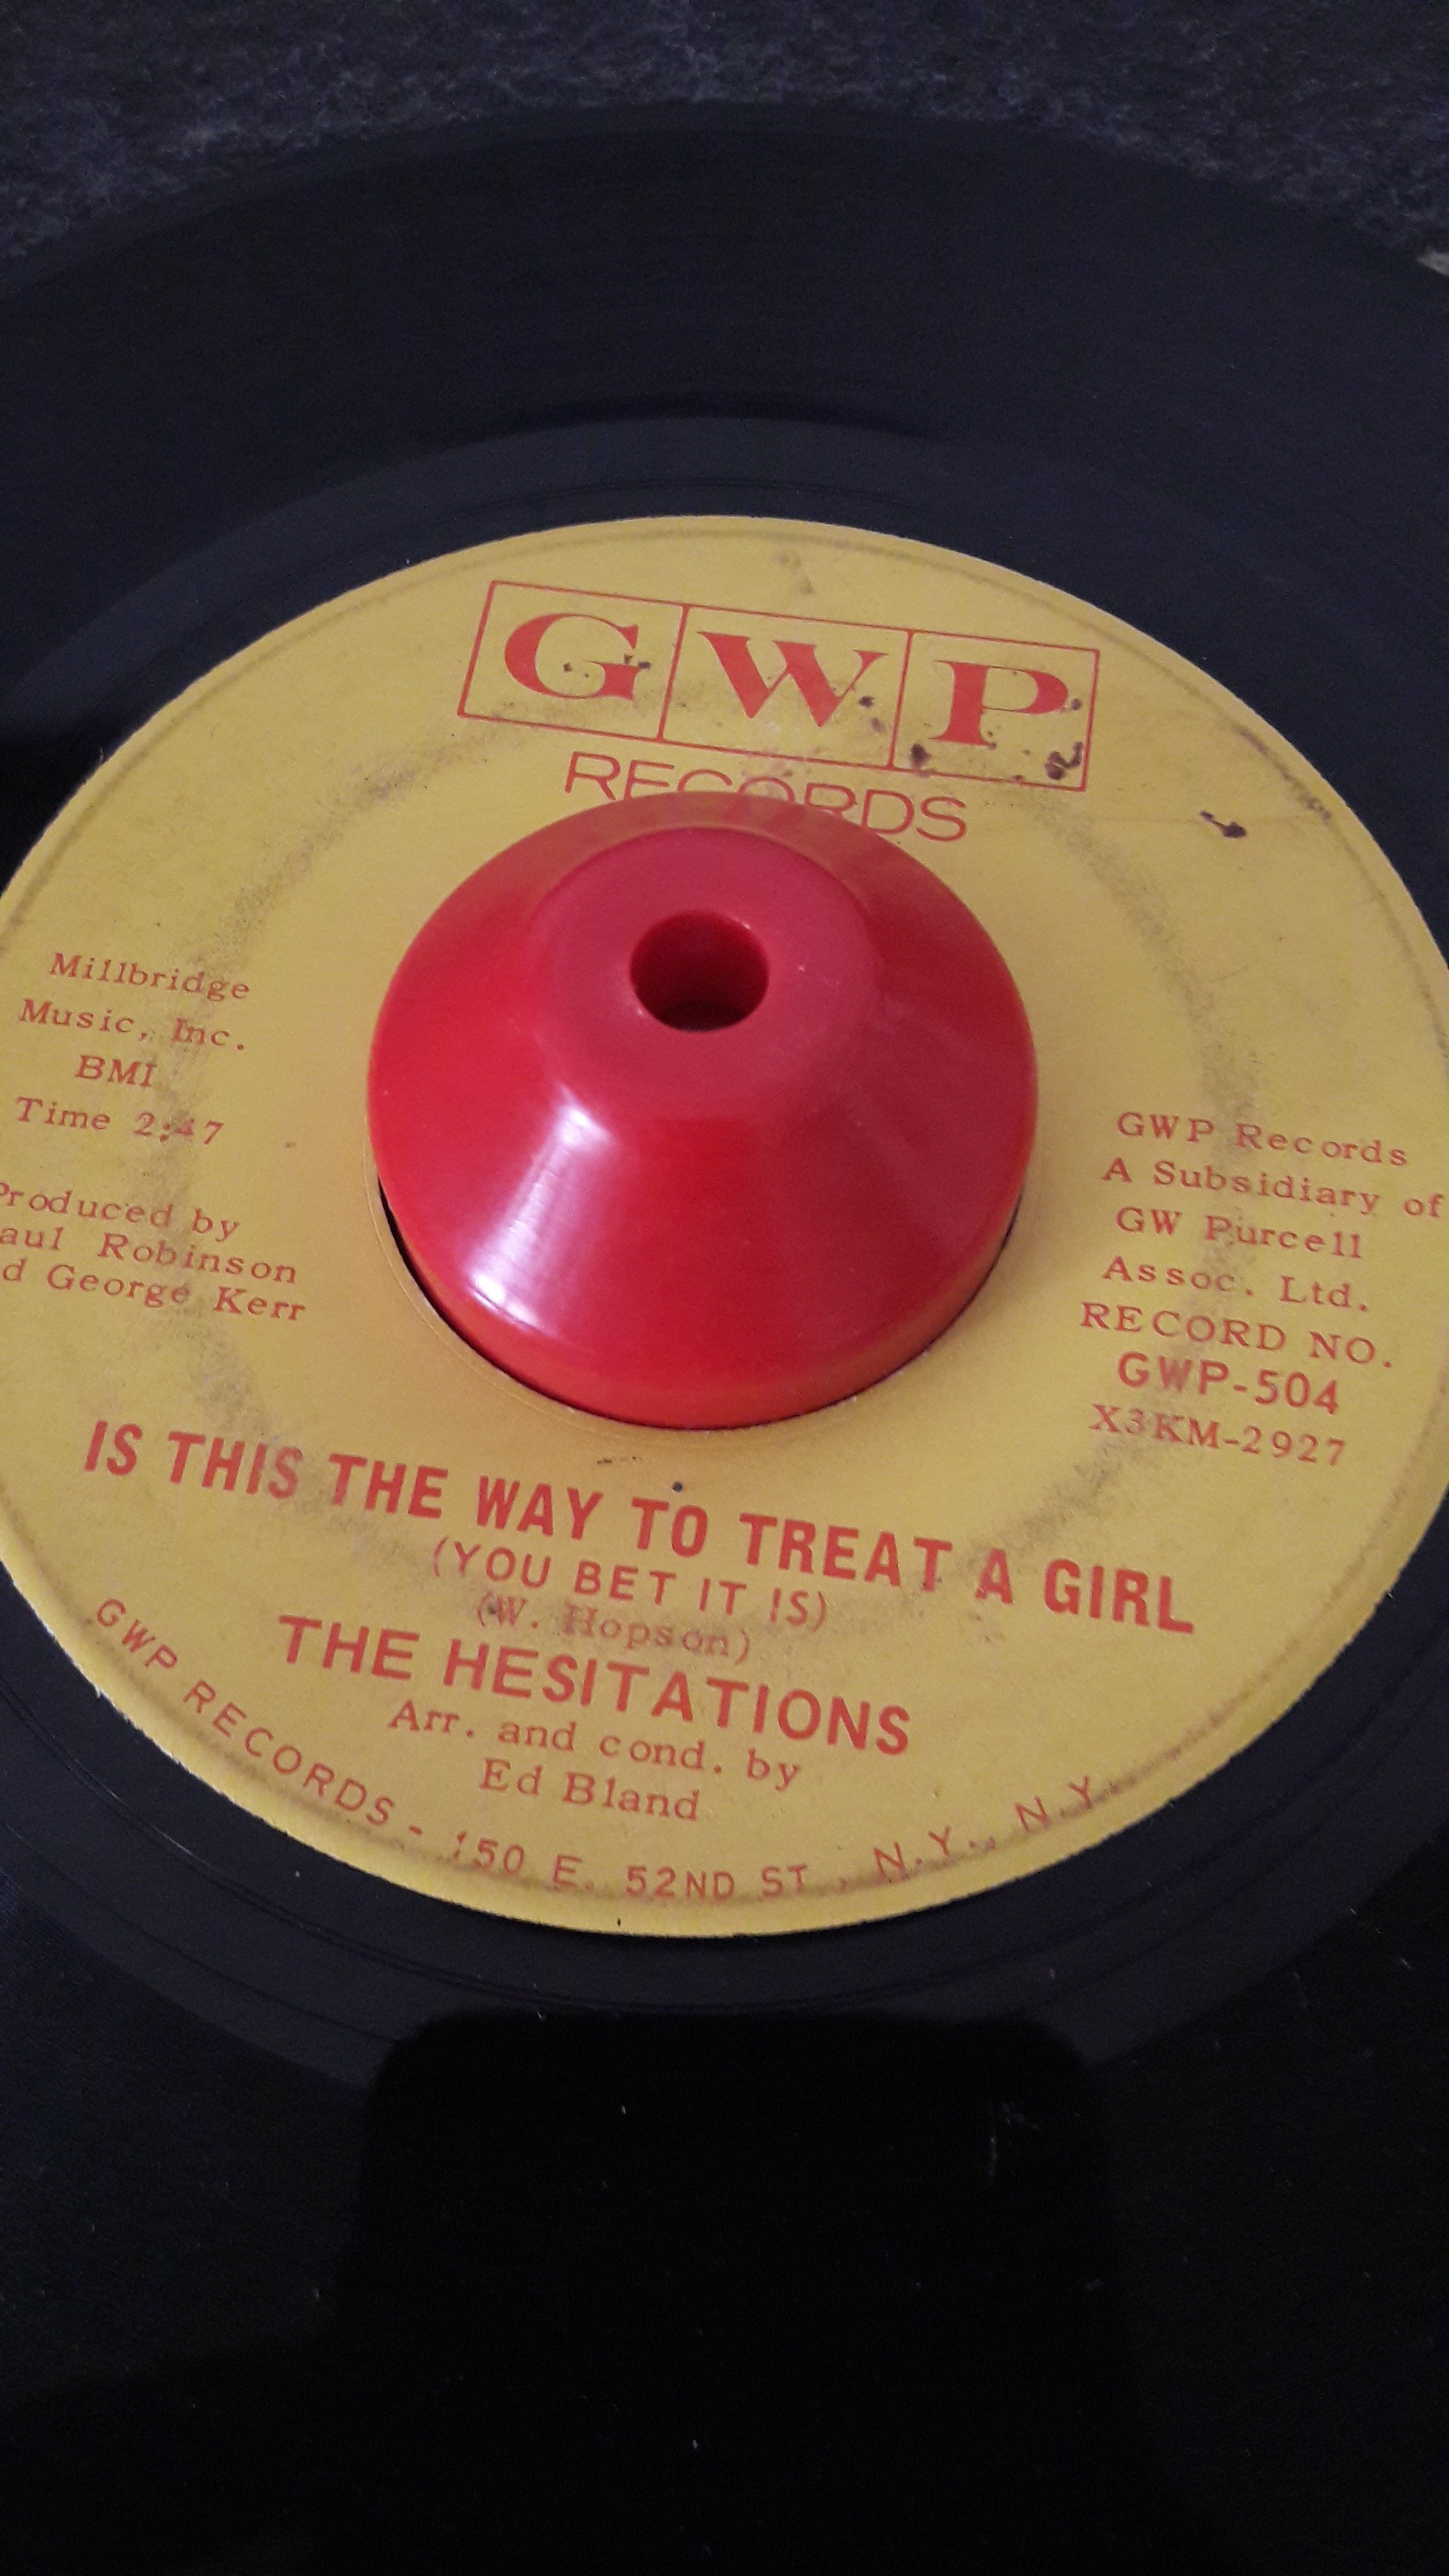 GWP
RECORDS
Millbridge
Music, Inc.
BMI
Time 2:47
Produced by
aul Robinson
d George Kerr
GWP Records
A Subsidiary of
GW Purcell
Assoc. Ltd.
RECORD NO.
GWP-504
X3KM-2927
IS THIS THE WAY TO TREAT A GIRL
(YOU BET IT IS)
(W. Hopson)
THE HESITATIONS
Arr. and cond. by
Ed Bland
GWP RECORDS - 150 E. 52ND ST., N.Y., N.Y.